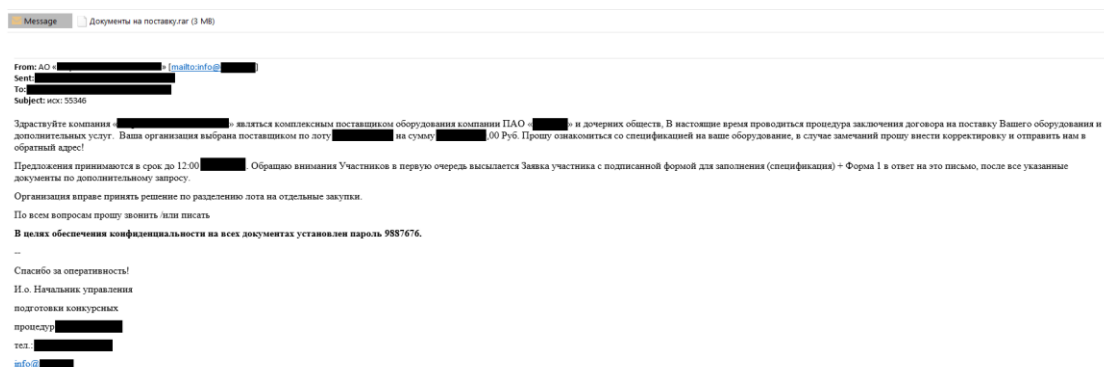 Message Документы на поставку.rar (3 MB)
From: АО « » [mailto:info@ ]
Sent:
To:
Subject: исх: 55346
Здраствуйте компания « » являться комплексным поставщиком оборудования компании ПАО « » и дочерних обществ, В настоящее время проводиться процедура заключения договора на поставку Вашего оборудования и
дополнительных услуг. Ваша организация выбрана поставщиком по лоту на сумму ,00 Руб. Прошу ознакомиться со спецификацией на ваше оборудование, в случае замечаний прошу внести корректировку и отправить нам в
обратный адрес!
Предложения принимаются в срок до 12:00 . Обращаю внимания Участников в первую очередь высылается Заявка участника с подписанной формой для заполнения (спецификация) + Форма 1 в ответ на это письмо, после все указанные
документы по дополнительному запросу.
Организация вправе принять решение по разделению лота на отдельные закупки.
По всем вопросам прошу звонить /или писать
В целях обеспечения конфиденциальности на всех документах установлен пароль 9887676.
--
Спасибо за оперативность!
И.о. Начальник управления
подготовки конкурсных
процедур
тел.:
info@